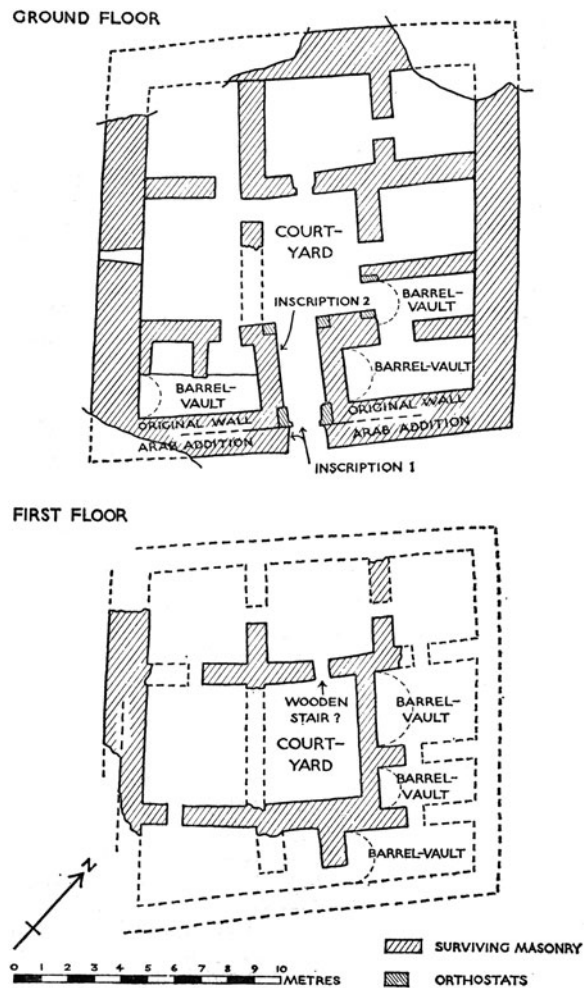 GROUND FLOOR
COURT-
YARD
INSCRIPTION 2
BARREL-
VAULT
BARREL-VAULT
BARREL-
VAULT
ORIGINAL WALL
ARAB ADDITION
ORIGINAL WALL
ARAB ADDITION
INSCRIPTION 1
FIRST FLOOR
WOODEN
STAIR ?
COURT-
YARD
BARREL-
VAULT
BARREL-
VAULT
BARREL-VAULT
N
0 1 2 3 4 5 6 7 8 9 10
METRES
SURVIVING MASONRY
ORTHOSTATS